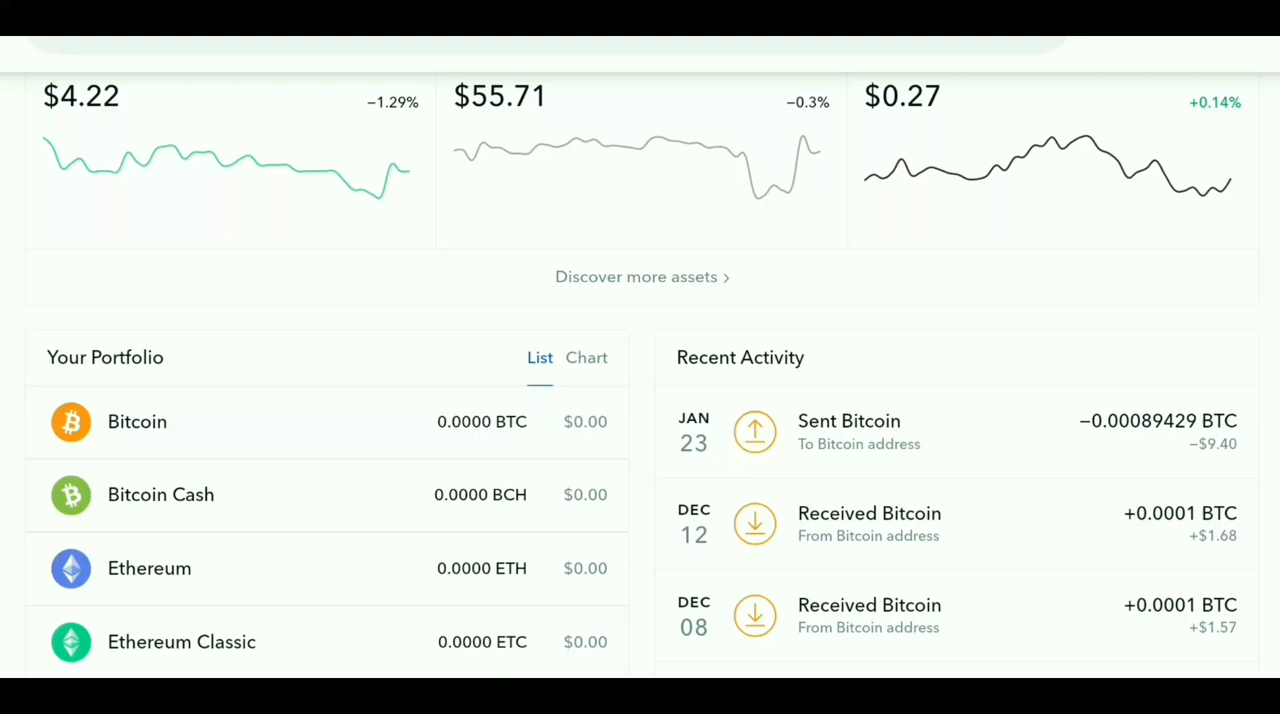 $4.22 −1.29% $55.71 −0.3% $0.27 +0.14%
Discover more assets >
Your Portfolio List Chart
Bitcoin 0.0000 BTC $0.00
Bitcoin Cash 0.0000 BCH $0.00
Ethereum 0.0000 ETH $0.00
Ethereum Classic 0.0000 ETC $0.00
Recent Activity
JAN 23 Sent Bitcoin −0.00089429 BTC
To Bitcoin address −$9.40
DEC 12 Received Bitcoin +0.0001 BTC
From Bitcoin address +$1.68
DEC 08 Received Bitcoin +0.0001 BTC
From Bitcoin address +$1.57